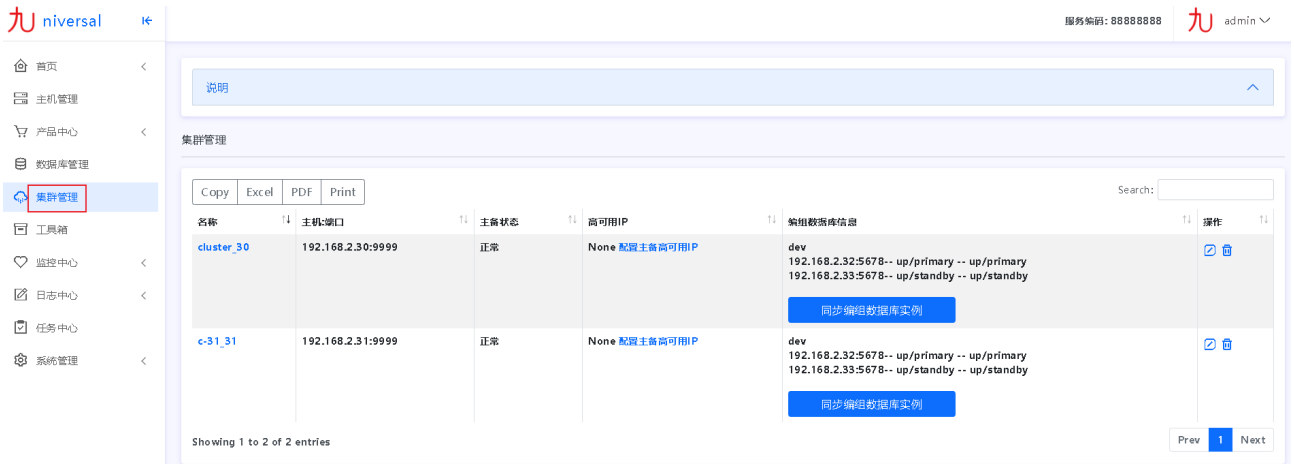 九U niversal
服务编码: 88888888
九U admin
首页
主机管理
产品中心
数据库管理
集群管理
工具箱
监控中心
日志中心
任务中心
系统管理
说明
集群管理
Copy Excel PDF Print
Search:
名称 主机:端口 主备状态 高可用IP 编组数据库信息 操作
cluster_30 192.168.2.30:9999 正常 None 配置主备高可用IP dev
192.168.2.32:5678-- up/primary -- up/primary
192.168.2.33:5678-- up/standby -- up/standby
同步编组数据库实例
c-31_31 192.168.2.31:9999 正常 None 配置主备高可用IP dev
192.168.2.32:5678-- up/primary -- up/primary
192.168.2.33:5678-- up/standby -- up/standby
同步编组数据库实例
Showing 1 to 2 of 2 entries
Prev 1 Next